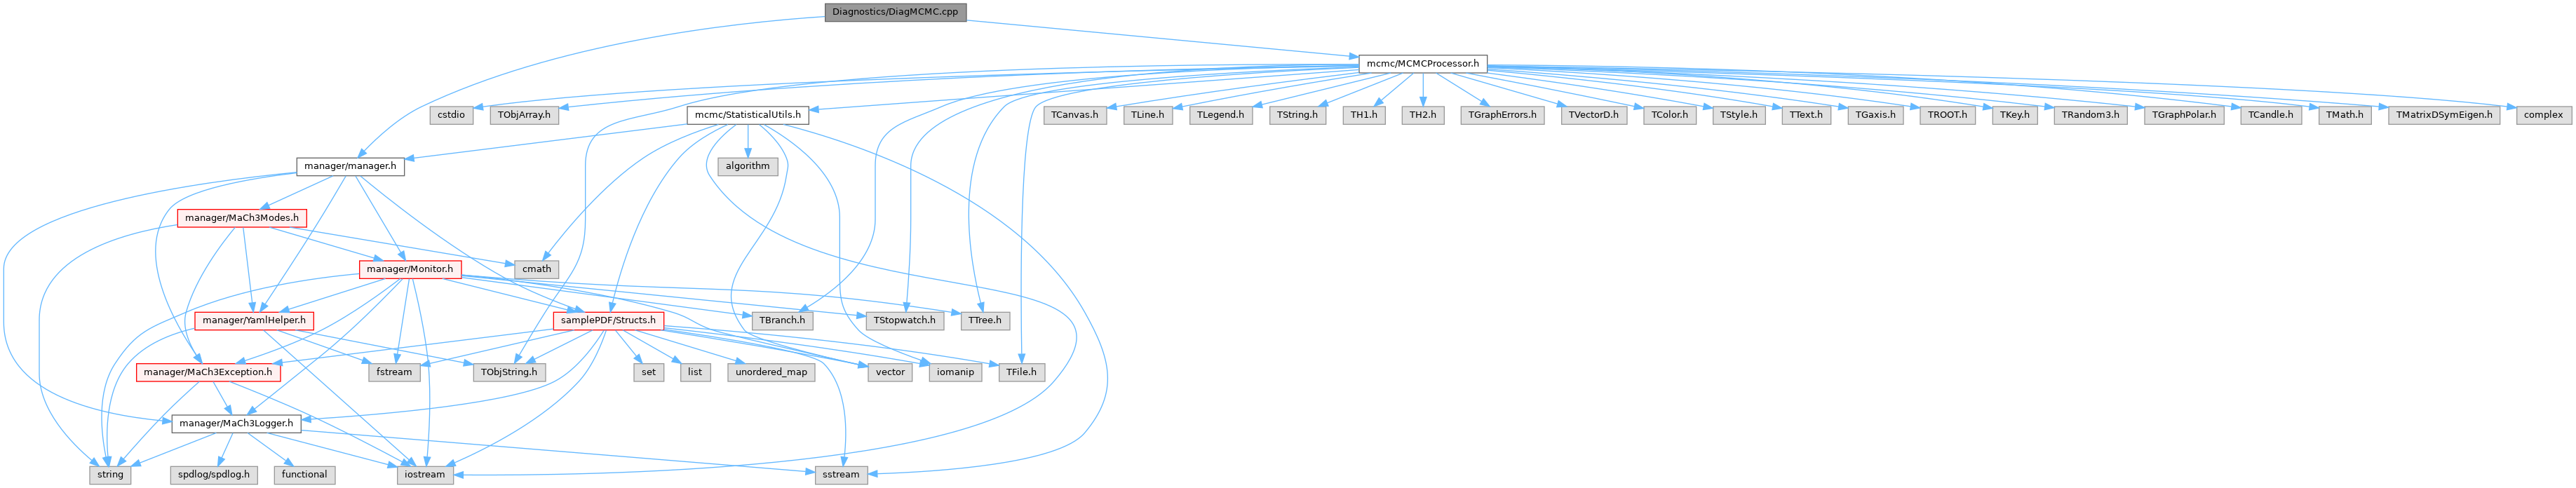 Diagnostics/DiagMCMC.cpp
mcmc/MCMCProcessor.h
cstdio
TObjArray.h
mcmc/StatisticalUtils.h
TCanvas.h
TLine.h
TLegend.h
TString.h
TH1.h
TH2.h
TGraphErrors.h
TVectorD.h
TColor.h
TStyle.h
TText.h
TGaxis.h
TROOT.h
TKey.h
TRandom3.h
TGraphPolar.h
TCandle.h
TMath.h
TMatrixDSymEigen.h
complex
manager/manager.h
algorithm
manager/MaCh3Modes.h
manager/Monitor.h
cmath
manager/YamlHelper.h
samplePDF/Structs.h
TBranch.h
TStopwatch.h
TTree.h
manager/MaCh3Exception.h
fstream
TObjString.h
set
list
unordered_map
vector
iomanip
TFile.h
manager/MaCh3Logger.h
string
spdlog/spdlog.h
functional
iostream
sstream